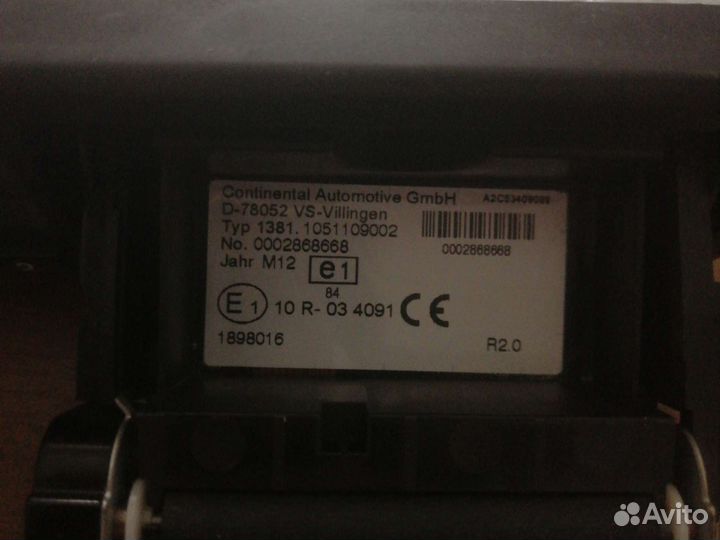 Continental Automotive GmbH A2C53409088
D-78052 VS-Villingen
Typ 1381.1051109002
No. 0002868668
0002868668
Jahr M12 e1
84
E1 10 R- 03 4091 CE
1898016 R2.0
Avito